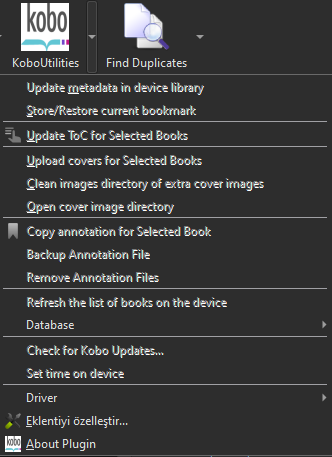 kobo
KoboUtilities
Find Duplicates
Update metadata in device library
Store/Restore current bookmark
Update ToC for Selected Books
Upload covers for Selected Books
Clean images directory of extra cover images
Open cover image directory
Copy annotation for Selected Book
Backup Annotation File
Remove Annotation Files
Refresh the list of books on the device
Database
Check for Kobo Updates...
Set time on device
Driver
Eklentiyi özelleştir...
kobo About Plugin